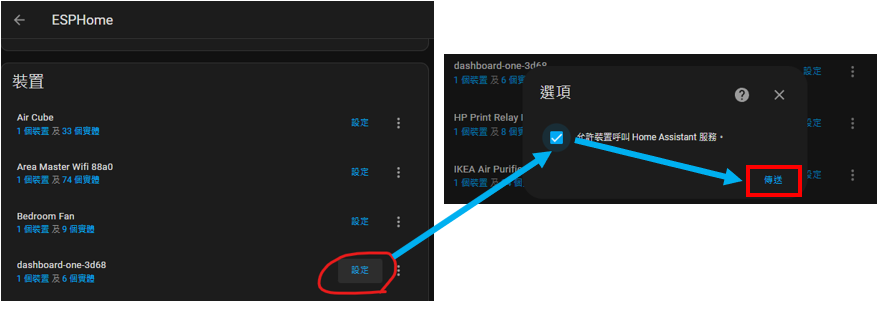 ESPHome
裝置
Air Cube
1 個裝置 及 33 個實體
設定
Area Master Wifi 88a0
1 個裝置 及 74 個實體
設定
Bedroom Fan
1 個裝置 及 9 個實體
設定
dashboard-one-3d68
1 個裝置 及 6 個實體
設定
dashboard-one-3d68
1 個裝置 及 6 個
設定
HP Print Relay
1 個裝置 及 8 個
設定
IKEA Air Purifi
1 個裝置 及
設定
選項
允許裝置呼叫 Home Assistant 服務。
傳送